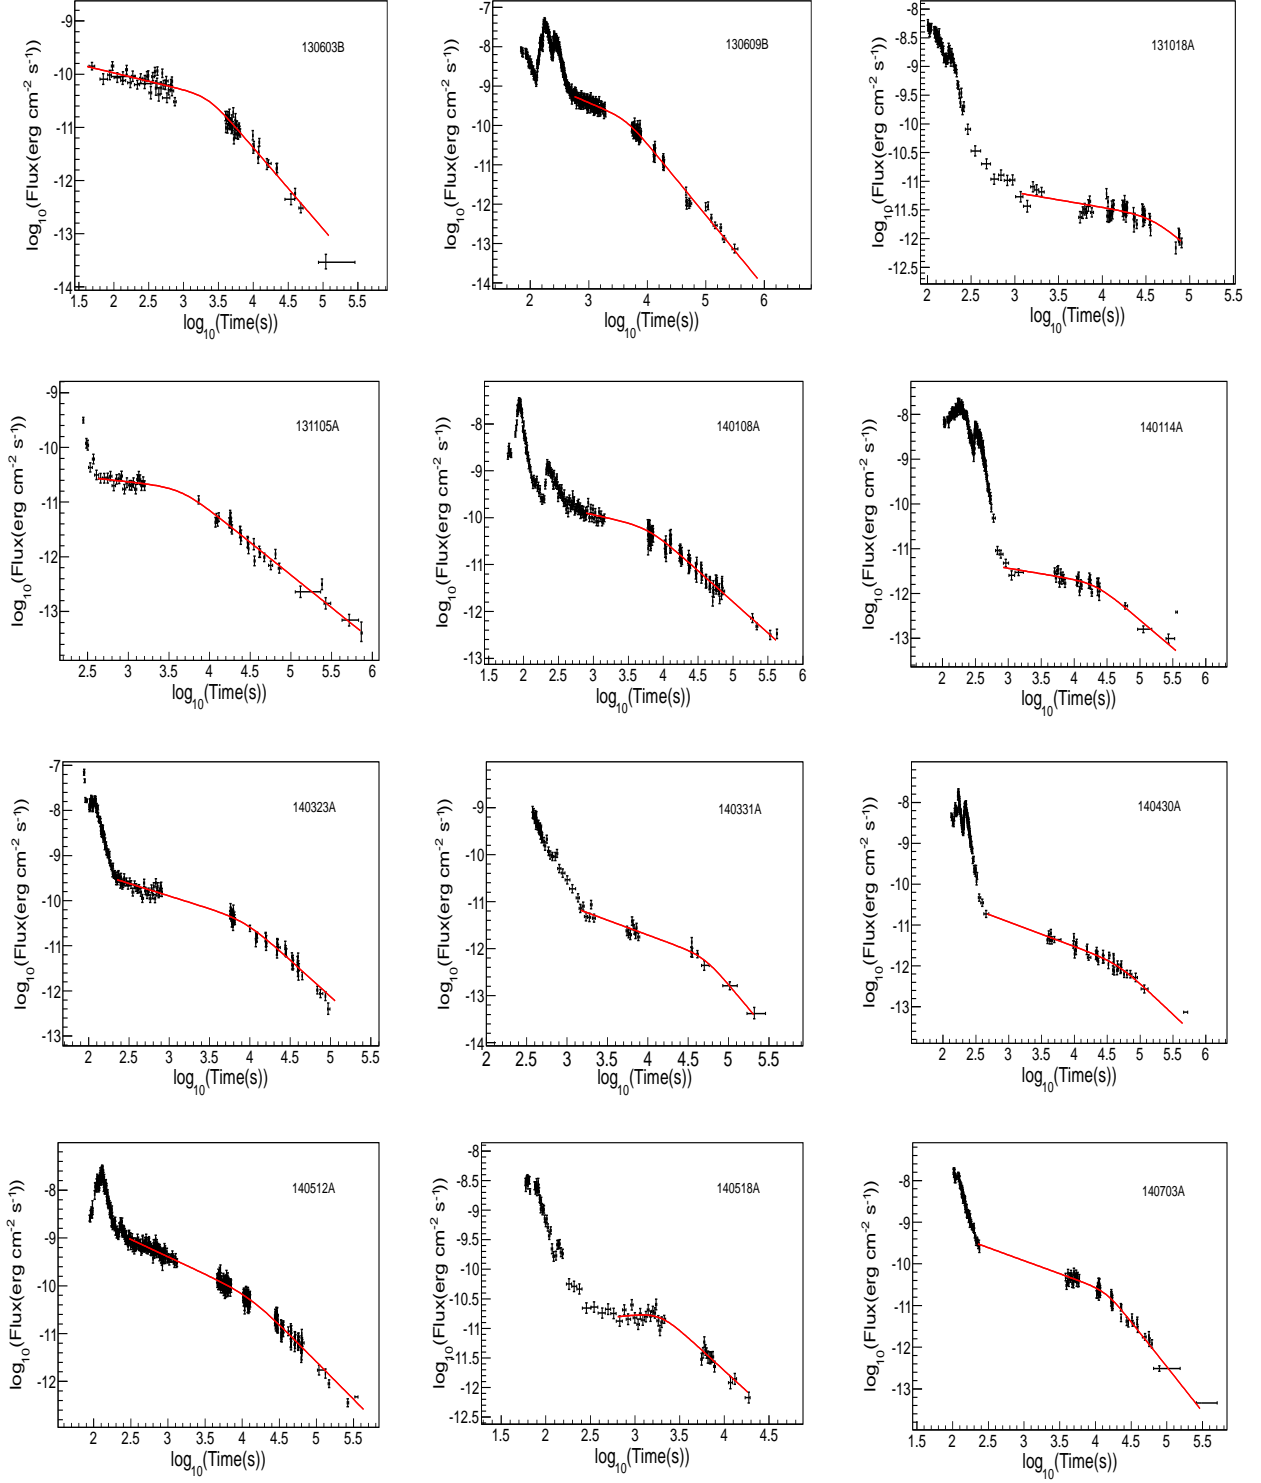 130603B
log10(Flux(erg cm-2 s-1))
-9
-10
-11
-12
-13
-14
1.5 2 2.5 3 3.5 4 4.5 5 5.5
log10(Time(s))
130609B
log10(Flux(erg cm-2 s-1))
-7
-8
-9
-10
-11
-12
-13
-14
2 3 4 5 6
log10(Time(s))
131018A
log10(Flux(erg cm-2 s-1))
-8
-8.5
-9
-9.5
-10
-10.5
-11
-11.5
-12
-12.5
2 2.5 3 3.5 4 4.5 5 5.5
log10(Time(s))
131105A
log10(Flux(erg cm-2 s-1))
-9
-10
-11
-12
-13
2.5 3 3.5 4 4.5 5 5.5 6
log10(Time(s))
140108A
log10(Flux(erg cm-2 s-1))
-8
-9
-10
-11
-12
-13
1.5 2 2.5 3 3.5 4 4.5 5 5.5 6
log10(Time(s))
140114A
log10(Flux(erg cm-2 s-1))
-8
-9
-10
-11
-12
-13
2 2.5 3 3.5 4 4.5 5 5.5 6
log10(Time(s))
140323A
log10(Flux(erg cm-2 s-1))
-7
-8
-9
-10
-11
-12
-13
2 2.5 3 3.5 4 4.5 5 5.5
log10(Time(s))
140331A
log10(Flux(erg cm-2 s-1))
-9
-10
-11
-12
-13
-14
2 2.5 3 3.5 4 4.5 5 5.5
log10(Time(s))
140430A
log10(Flux(erg cm-2 s-1))
-8
-9
-10
-11
-12
-13
2 2.5 3 3.5 4 4.5 5 5.5 6
log10(Time(s))
140512A
log10(Flux(erg cm-2 s-1))
-8
-9
-10
-11
-12
2 2.5 3 3.5 4 4.5 5 5.5
log10(Time(s))
140518A
log10(Flux(erg cm-2 s-1))
-8
-8.5
-9
-9.5
-10
-10.5
-11
-11.5
-12
-12.5
1.5 2 2.5 3 3.5 4 4.5
log10(Time(s))
140703A
log10(Flux(erg cm-2 s-1))
-8
-9
-10
-11
-12
-13
1.5 2 2.5 3 3.5 4 4.5 5 5.5
log10(Time(s))